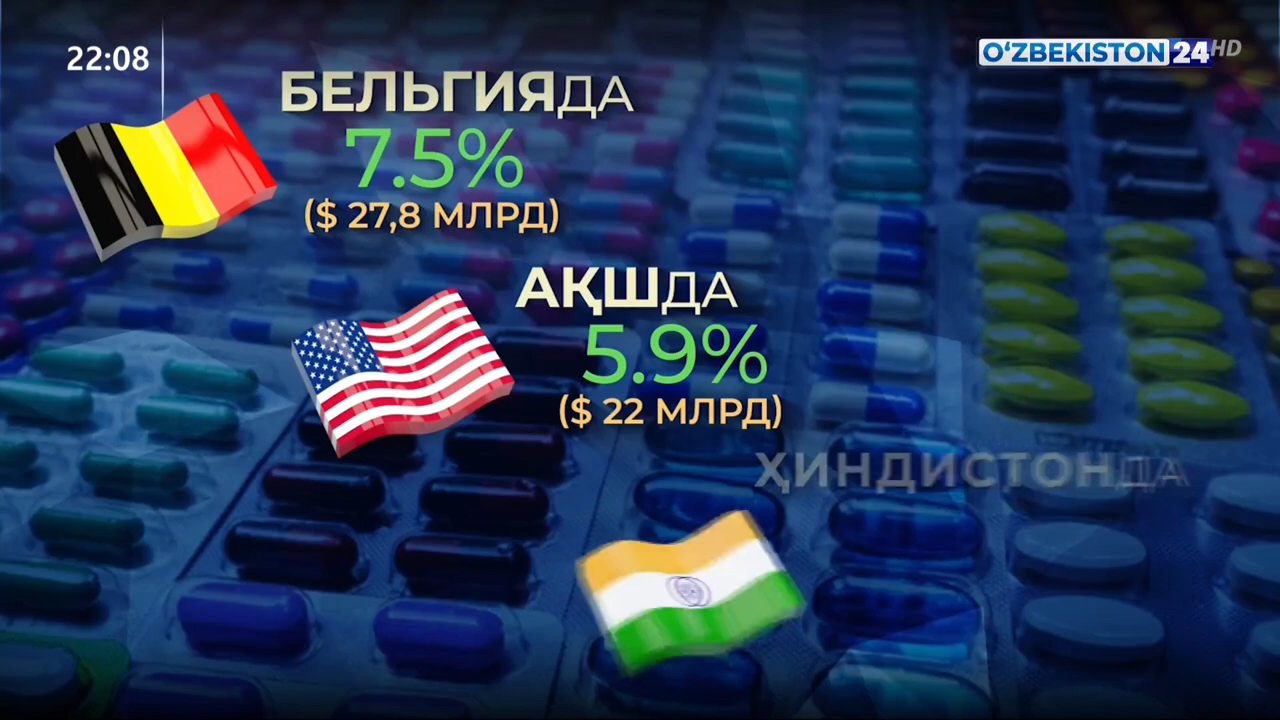 22:08
O‘ZBEKISTON 24 HD
БЕЛЬГИЯДА
7.5%
($ 27,8 МЛРД)
АҚШДА
5.9%
($ 22 МЛРД)
ҲИНДИСТОНДА